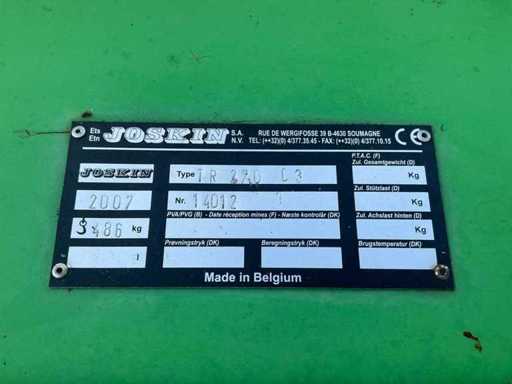 Ets
Etn JOSKIN S.A.
N.V.
RUE DE WERGIFOSSE 39 B-4630 SOUMAGNE
TEL: (++32)(0) 4/377.35.45 - FAX: (++32)(0) 4/377.10.15
CE
JOSKIN
2007
486 kg
l
Type TR 270 C3
Nr. 14012
PVA/PVG (B) - Date réception mines (F) - Næste kontrolår (DK)
Prøvningstryk (DK) Beregningstryk (DK)
P.T.A.C. (F)
Zul. Gesamtgewicht (D)
Kg
Zul. Stützlast (D)
Kg
Zul. Achslast hinten (D)
Kg
Brugstemperatur (DK)
Made in Belgium